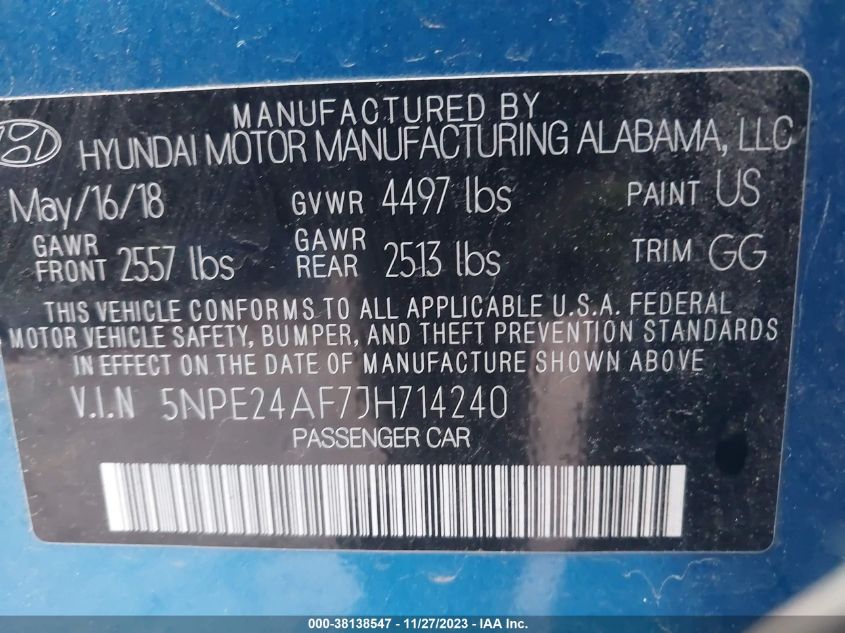 MANUFACTURED BY
HYUNDAI MOTOR MANUFACTURING ALABAMA, LLC
May/16/18 GVWR 4497 lbs PAINT US
GAWR FRONT 2557 lbs GAWR REAR 2513 lbs TRIM GG
THIS VEHICLE CONFORMS TO ALL APPLICABLE U.S.A. FEDERAL
MOTOR VEHICLE SAFETY, BUMPER, AND THEFT PREVENTION STANDARDS
IN EFFECT ON THE DATE OF MANUFACTURE SHOWN ABOVE.
V.I.N 5NPE24AF7JH714240
PASSENGER CAR
000-38138547 - 11/27/2023 - IAA Inc.